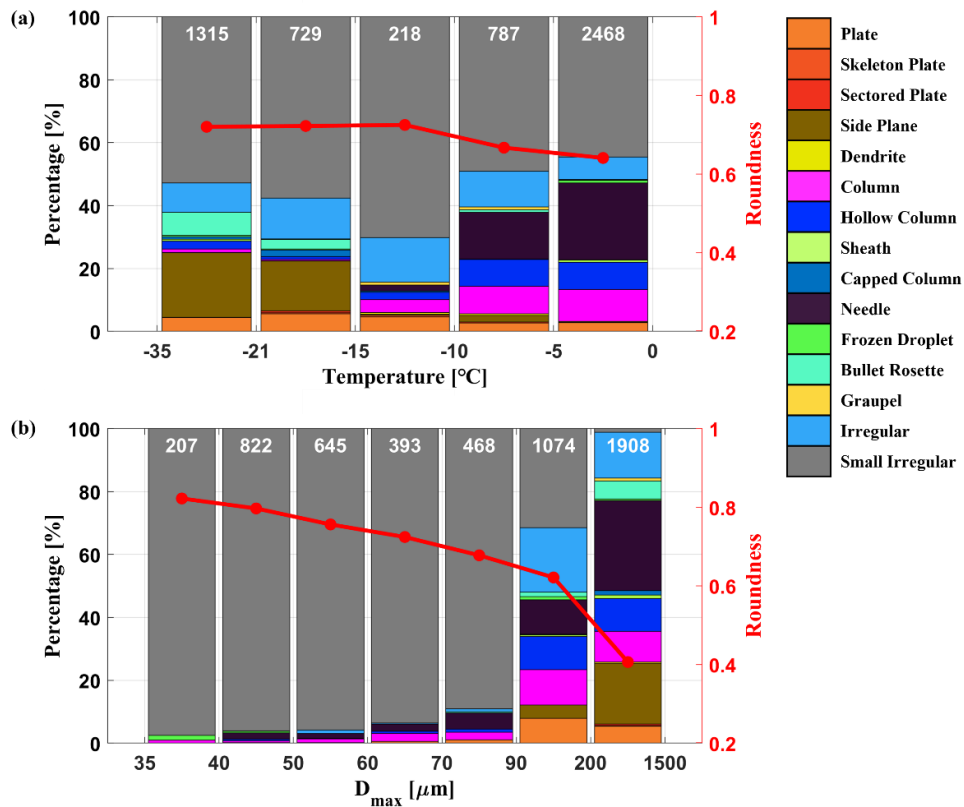 (a)
Percentage [%]
100
80
60
40
20
0
1315 729 218 787 2468
1
0.8
0.6
0.4
0.2
Roundness
-35 -21 -15 -10 -5 0
Temperature [°C]
Plate
Skeleton Plate
Sectored Plate
Side Plane
Dendrite
Column
Hollow Column
Sheath
Capped Column
Needle
Frozen Droplet
Bullet Rosette
Graupel
Irregular
Small Irregular
(b)
Percentage [%]
100
80
60
40
20
0
207 822 645 393 468 1074 1908
1
0.8
0.6
0.4
0.2
Roundness
35 40 50 60 70 90 200 1500
Dmax [μm]